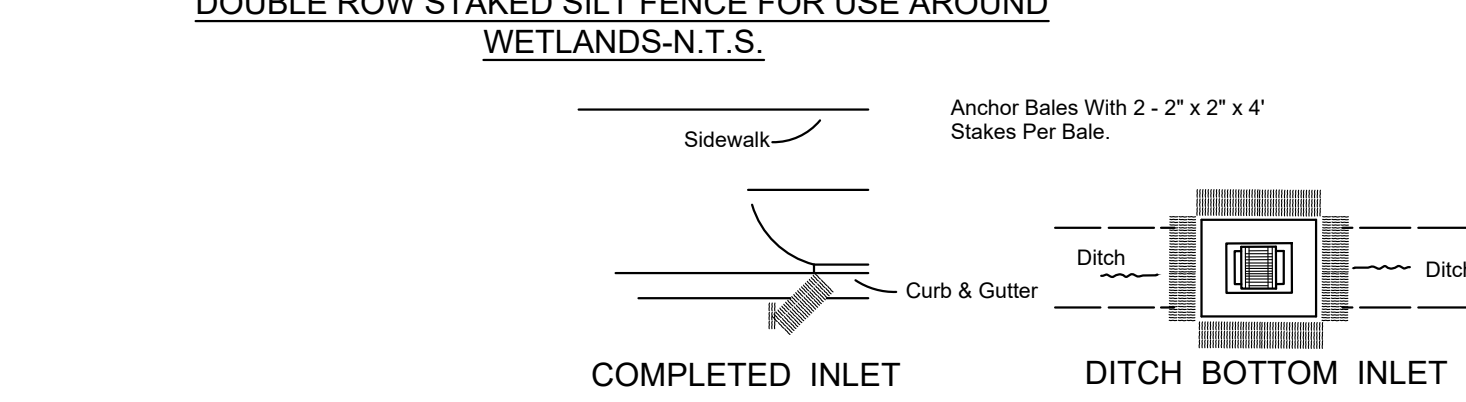 DOUBLE ROW STAKED SILT FENCE FOR USE AROUND
WETLANDS-N.T.S.
Anchor Bales With 2 - 2" x 2" x 4'
Stakes Per Bale.
Sidewalk
Ditch
Ditch
Curb & Gutter
COMPLETED INLET
DITCH BOTTOM INLET